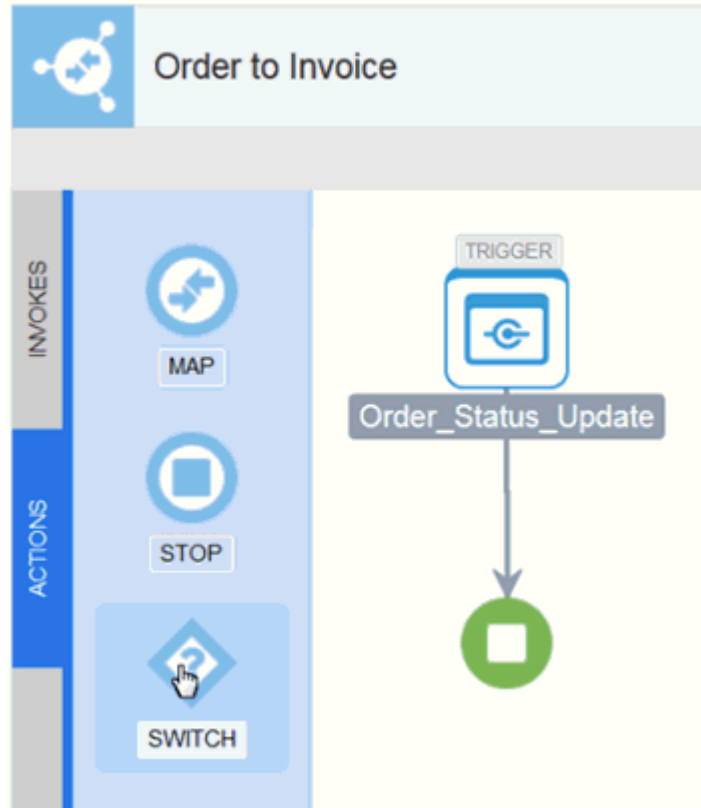 Order to Invoice
INVOKES
ACTIONS
MAP
STOP
SWITCH
TRIGGER
Order_Status_Update